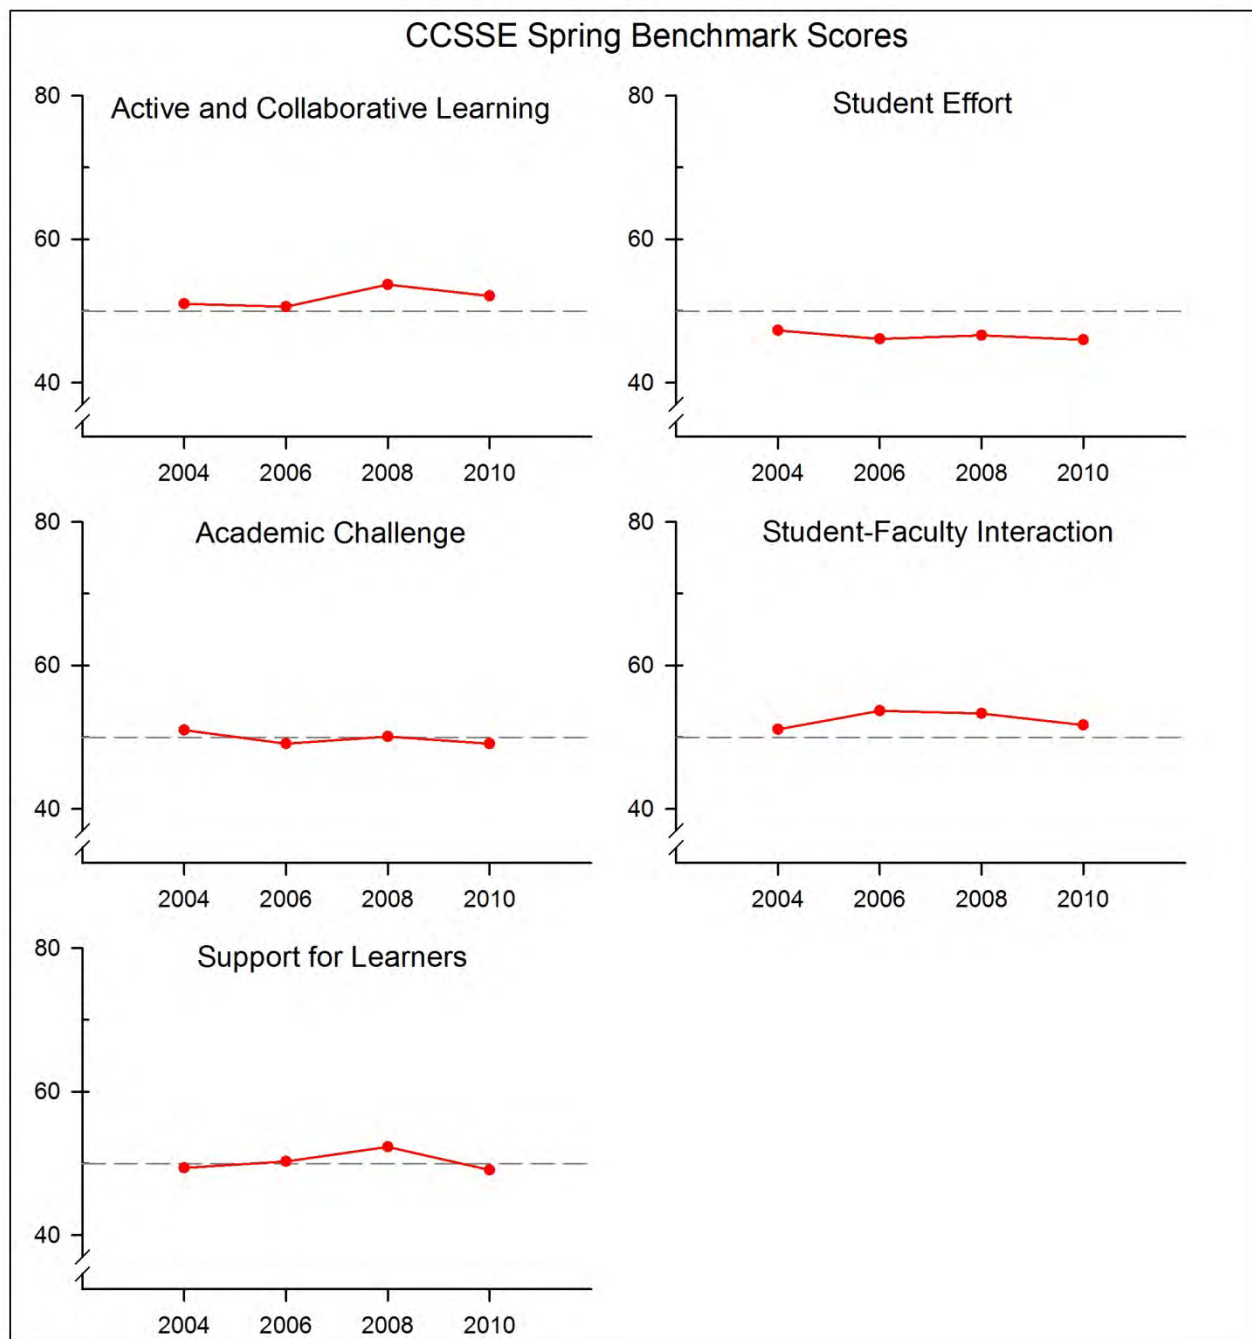 CCSSE Spring Benchmark Scores
Active and Collaborative Learning
80
60
40
2004 2006 2008 2010
Student Effort
80
60
40
2004 2006 2008 2010
Academic Challenge
80
60
40
2004 2006 2008 2010
Student-Faculty Interaction
80
60
40
2004 2006 2008 2010
Support for Learners
80
60
40
2004 2006 2008 2010